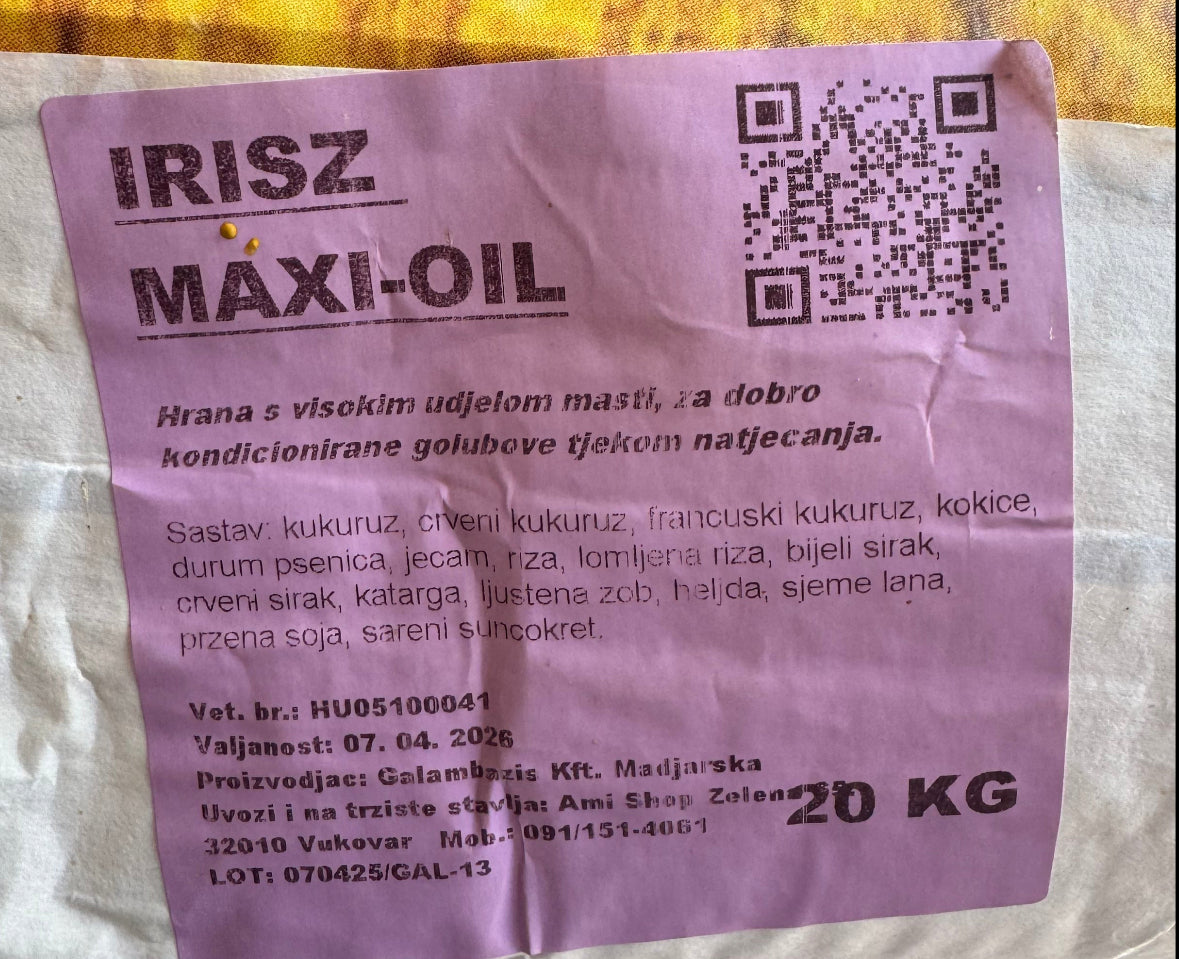 IRISZ
MAXI-OIL
Hrana s visokim udjelom masti, za dobro
kondicionirane golubove tjekom natjecanja.
Sastav: kukuruz, crveni kukuruz, francuski kukuruz, kokice,
durum psenica, jecam, riza, lomljena riza, bijeli sirak,
crveni sirak, katarga, ljustena zob, heljda, sjeme lana,
przena soja, sareni suncokret.
Vet. br.: HU05100041
Valjanost: 07. 04. 2026
Proizvodjac: Galambazis Kft. Madjarska
Uvozi i na trziste stavlja: Ami Shop
32010 Vukovar Mob.: 091/151-4061
LOT: 070425/GAL-13
20 KG